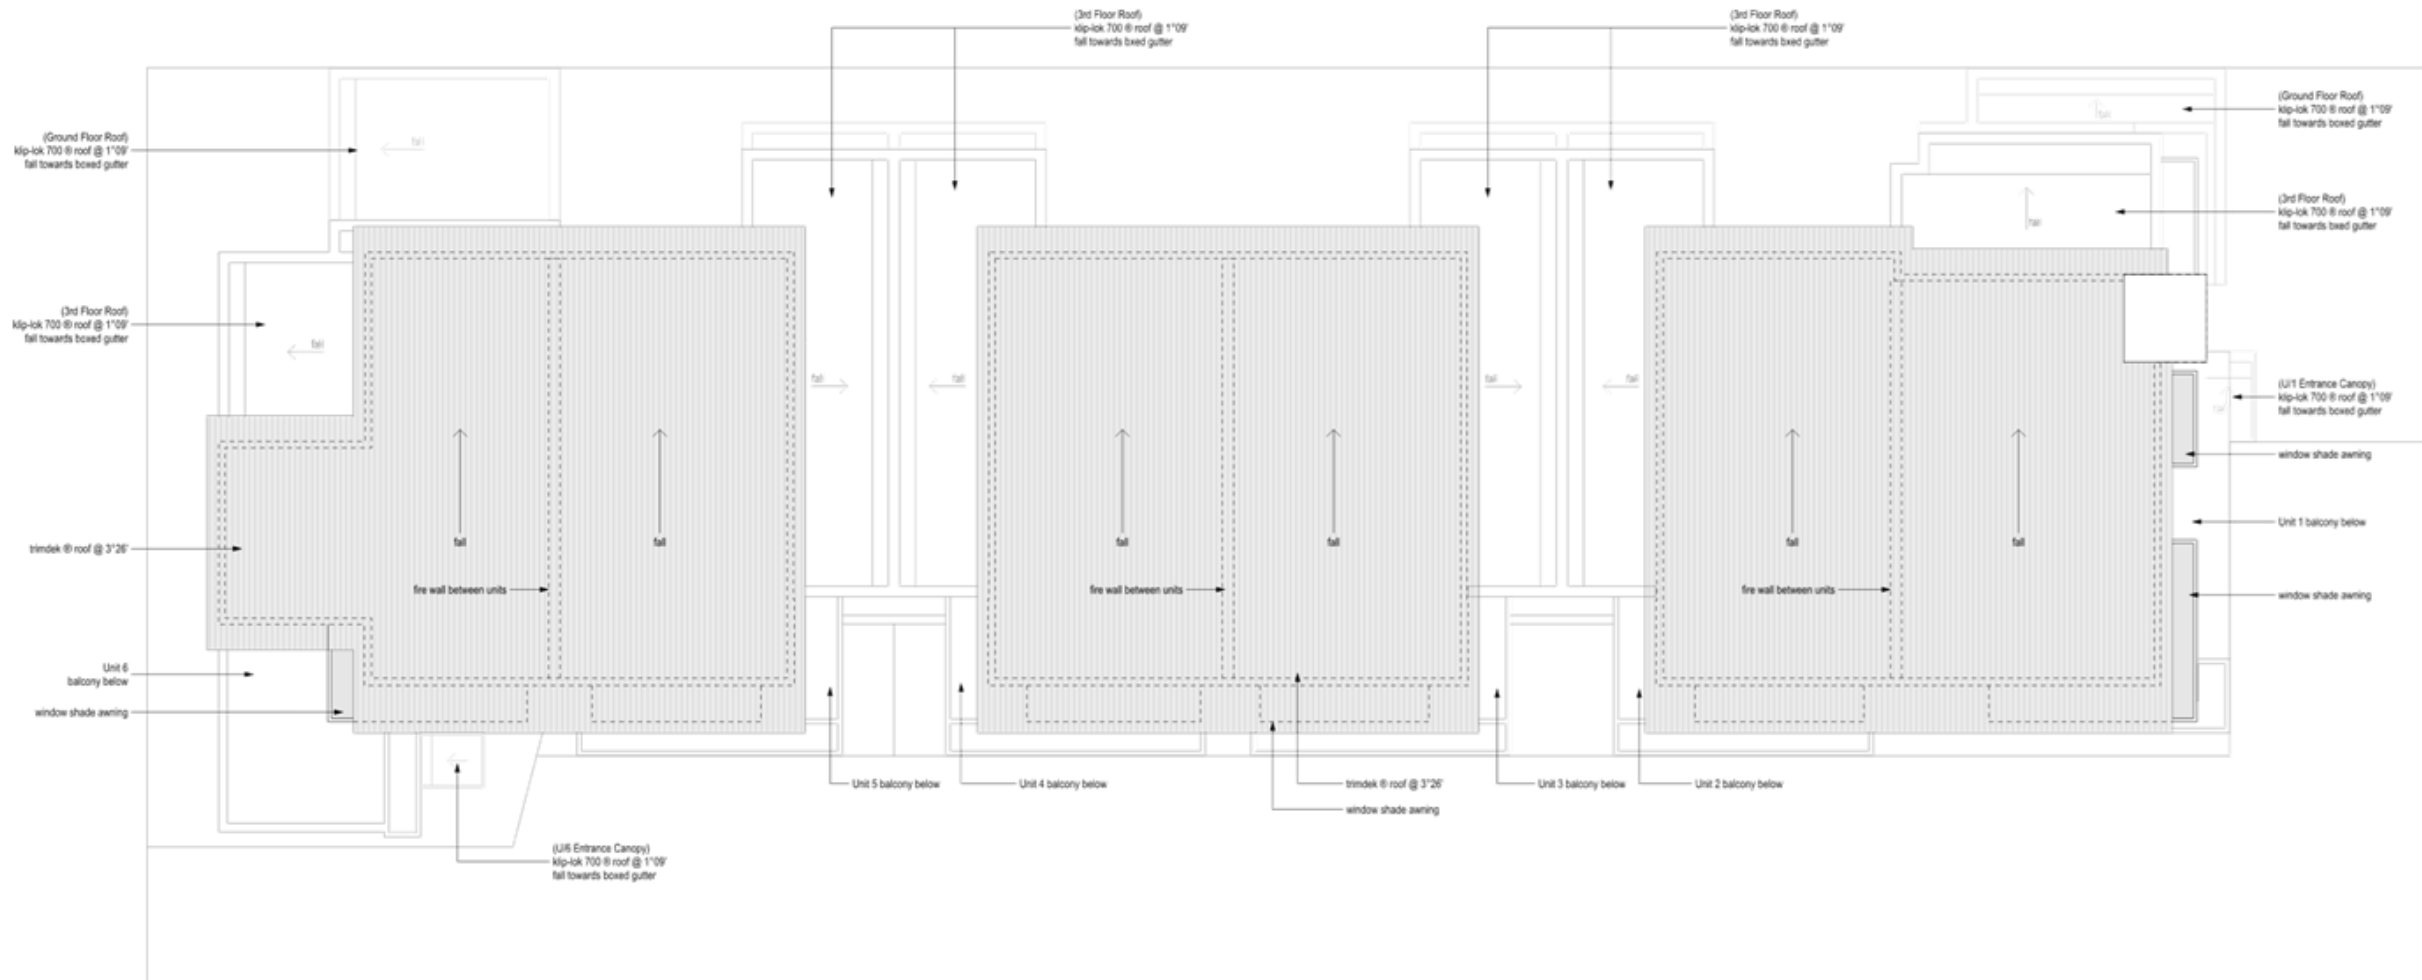 (3rd Floor Roof)
klip-lok 700 ® roof @ 1°09'
fall towards bxed gutter
(3rd Floor Roof)
klip-lok 700 ® roof @ 1°09'
fall towards bxed gutter
(Ground Floor Roof)
klip-lok 700 ® roof @ 1°09'
fall towards boxed gutter
fall
(Ground Floor Roof)
klip-lok 700 ® roof @ 1°09'
fall towards boxed gutter
fall
(3rd Floor Roof)
klip-lok 700 ® roof @ 1°09'
fall towards bxed gutter
fall
(3rd Floor Roof)
klip-lok 700 ® roof @ 1°09'
fall towards boxed gutter
fall
fall
fall
fall
fall
(U/1 Entrance Canopy)
klip-lok 700 ® roof @ 1°09'
fall towards boxed gutter
fall
window shade awning
Unit 1 balcony below
trimdek ® roof @ 3°26'
fall
fall
fall
fall
fall
fall
fire wall between units
fire wall between units
fire wall between units
window shade awning
Unit 6
balcony below
window shade awning
Unit 5 balcony below
Unit 4 balcony below
trimdek ® roof @ 3°26'
window shade awning
Unit 3 balcony below
Unit 2 balcony below
(U/6 Entrance Canopy)
klip-lok 700 ® roof @ 1°09'
fall towards boxed gutter